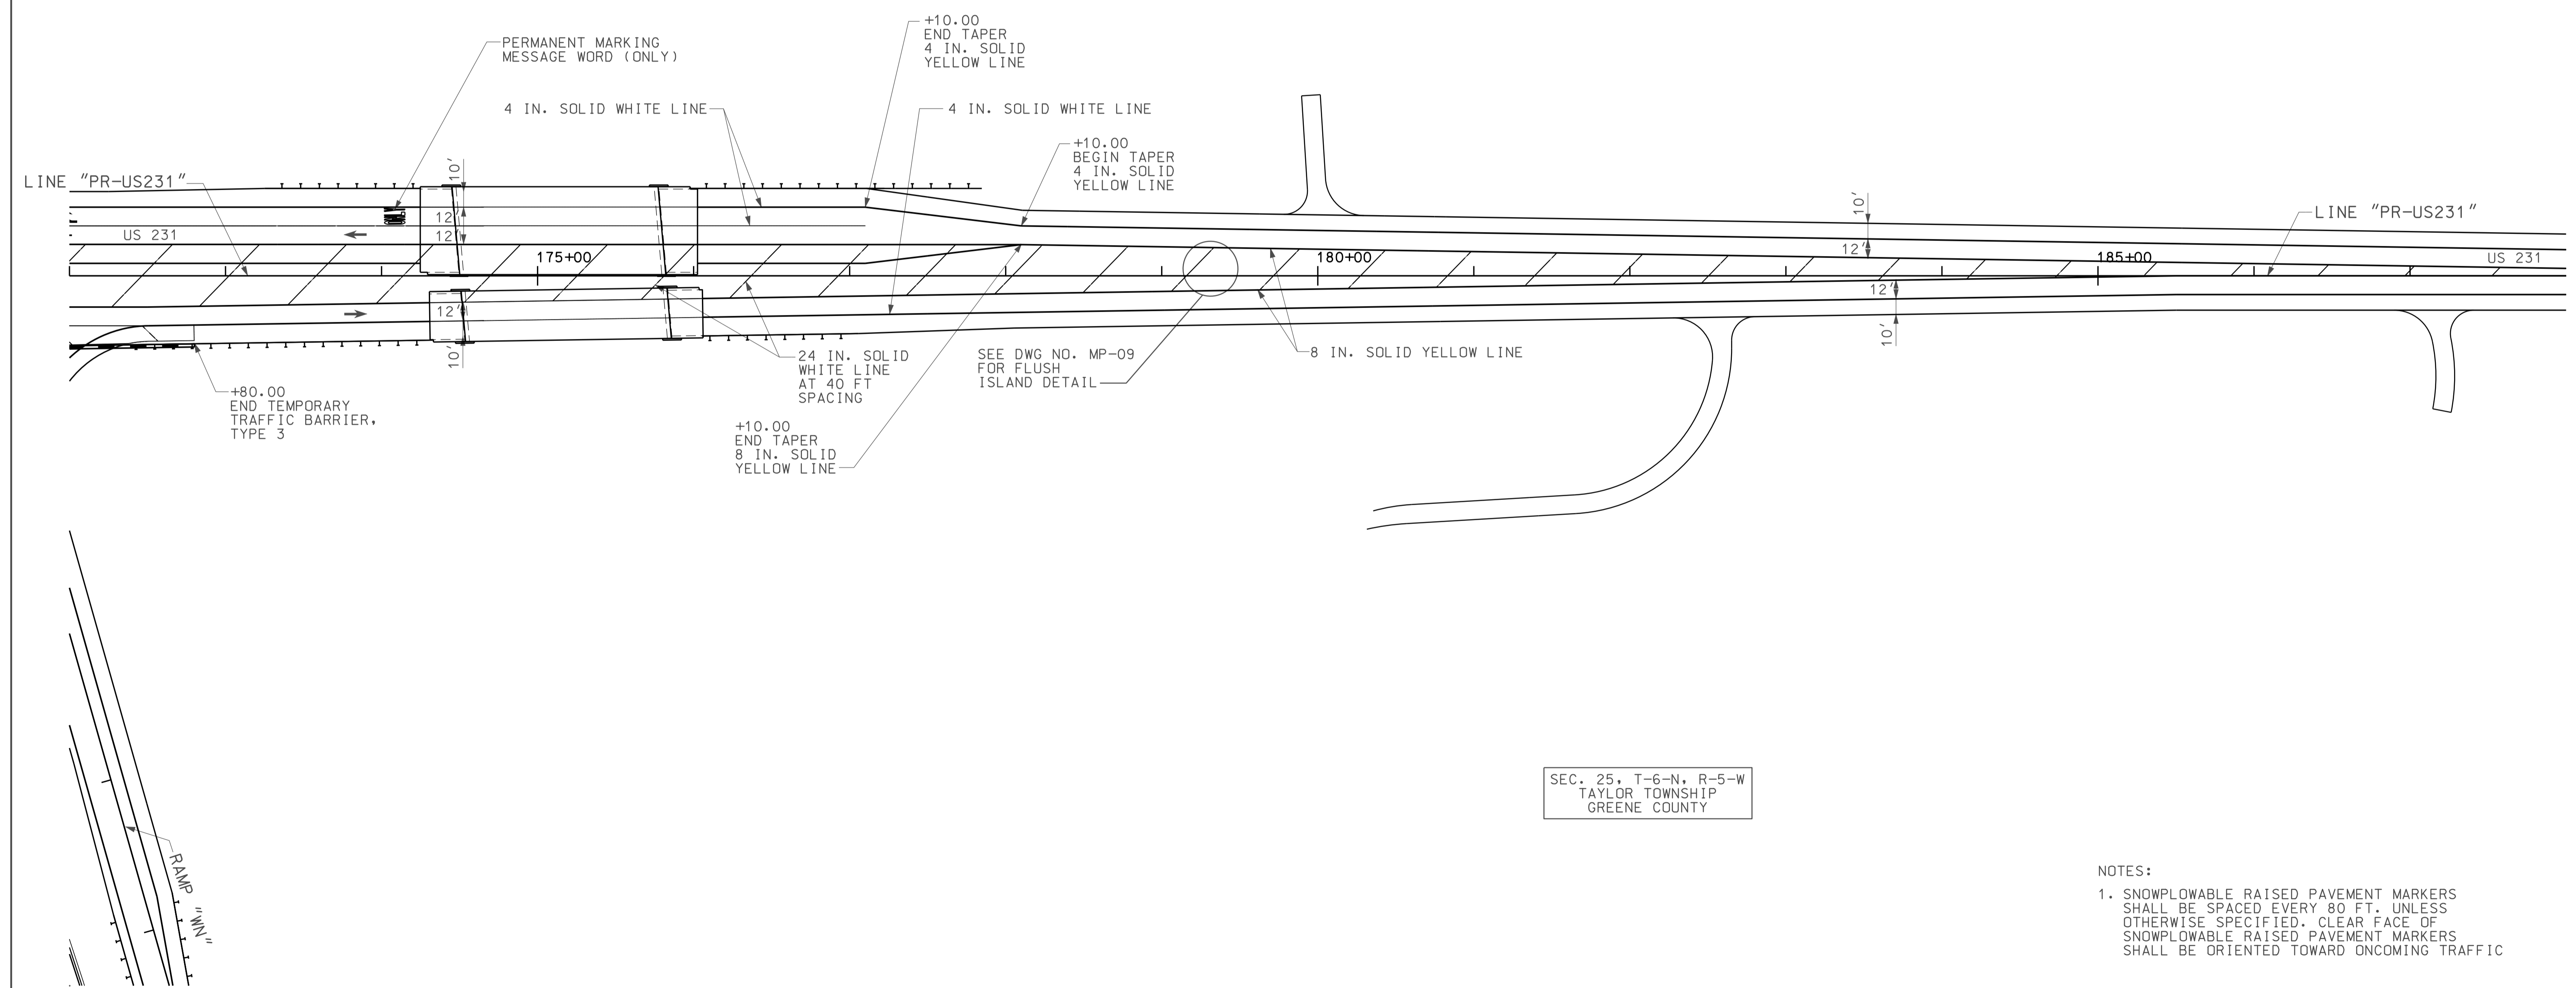 +10.00
END TAPER
4 IN. SOLID
YELLOW LINE
PERMANENT MARKING
MESSAGE WORD (ONLY)
4 IN. SOLID WHITE LINE
4 IN. SOLID WHITE LINE
+10.00
BEGIN TAPER
4 IN. SOLID
YELLOW LINE
LINE "PR-US231"
10'
12'
12'
US 231
175+00
180+00
185+00
10'
12'
LINE "PR-US231"
US 231
12'
10'
12'
10'
24 IN. SOLID
WHITE LINE
AT 40 FT
SPACING
SEE DWG NO. MP-09
FOR FLUSH
ISLAND DETAIL
8 IN. SOLID YELLOW LINE
+80.00
END TEMPORARY
TRAFFIC BARRIER,
TYPE 3
+10.00
END TAPER
8 IN. SOLID
YELLOW LINE
SEC. 25, T-6-N, R-5-W
TAYLOR TOWNSHIP
GREENE COUNTY
RAMP "WN"
NOTES:
1. SNOWPLOWABLE RAISED PAVEMENT MARKERS
SHALL BE SPACED EVERY 80 FT. UNLESS
OTHERWISE SPECIFIED. CLEAR FACE OF
SNOWPLOWABLE RAISED PAVEMENT MARKERS
SHALL BE ORIENTED TOWARD ONCOMING TRAFFIC